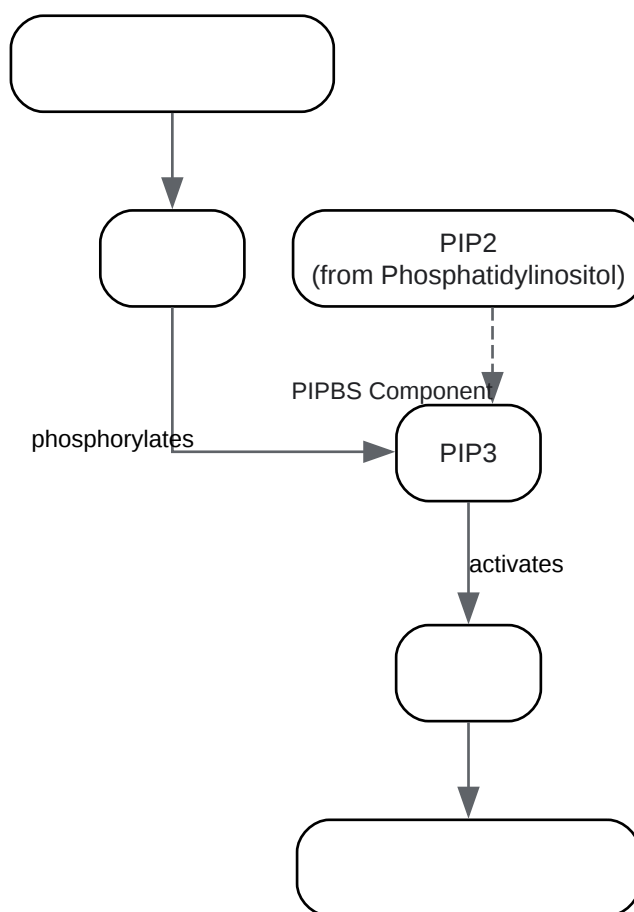 PIP2
(from Phosphatidylinositol)
PIPBS Component
phosphorylates
PIP3
activates